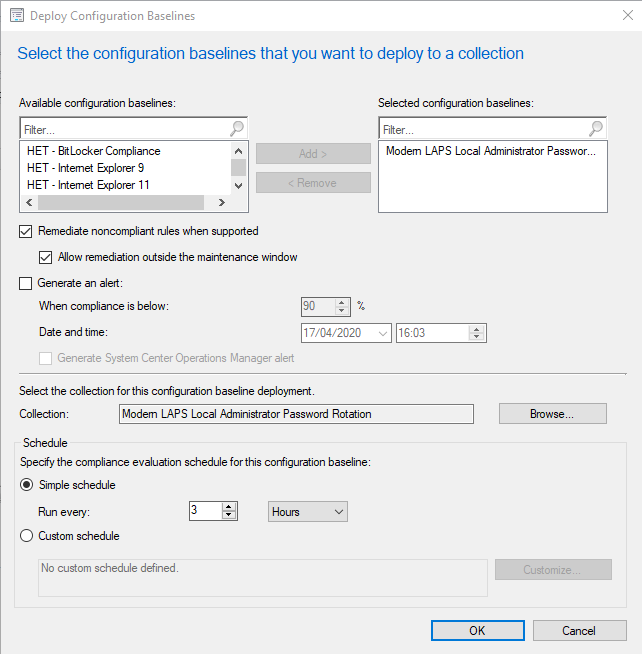 Deploy Configuration Baselines
Select the configuration baselines that you want to deploy to a collection
Available configuration baselines:
Selected configuration baselines:
Filter...
Filter...
HET - BitLocker Compliance
HET - Internet Explorer 9
HET - Internet Explorer 11
Add >
< Remove
Modern LAPS Local Administrator Passwor...
Remediate noncompliant rules when supported
Allow remediation outside the maintenance window
Generate an alert:
When compliance is below:
90
%
Date and time:
17/04/2020
16:03
Generate System Center Operations Manager alert
Select the collection for this configuration baseline deployment.
Collection:
Modern LAPS Local Administrator Password Rotation
Browse...
Schedule
Specify the compliance evaluation schedule for this configuration baseline:
Simple schedule
Run every:
3
Hours
Custom schedule
No custom schedule defined.
Customize...
OK
Cancel